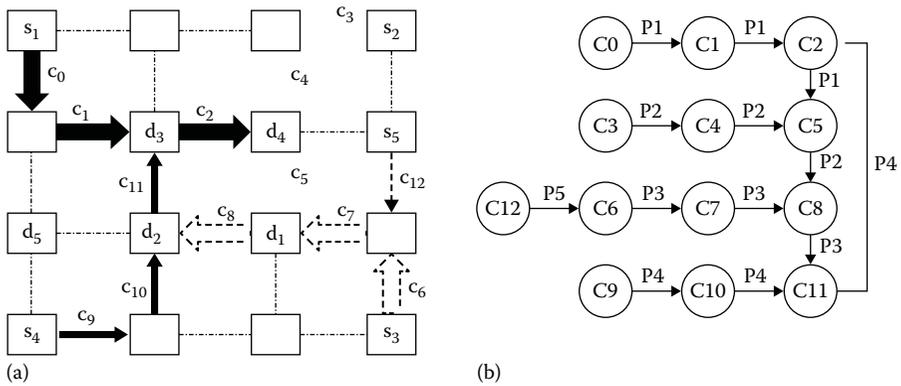 s1
c3
s2
c0
c4
c1
c2
d3
d4
s5
c11
c5
c12
d5
d2
c8
d1
c7
c10
c6
s4
c9
s3
(a)
C0 P1 C1 P1 C2
P1
C3 P2 C4 P2 C5
P2
P4
C12 P5 C6 P3 C7 P3 C8
P3
C9 P4 C10 P4 C11
(b)